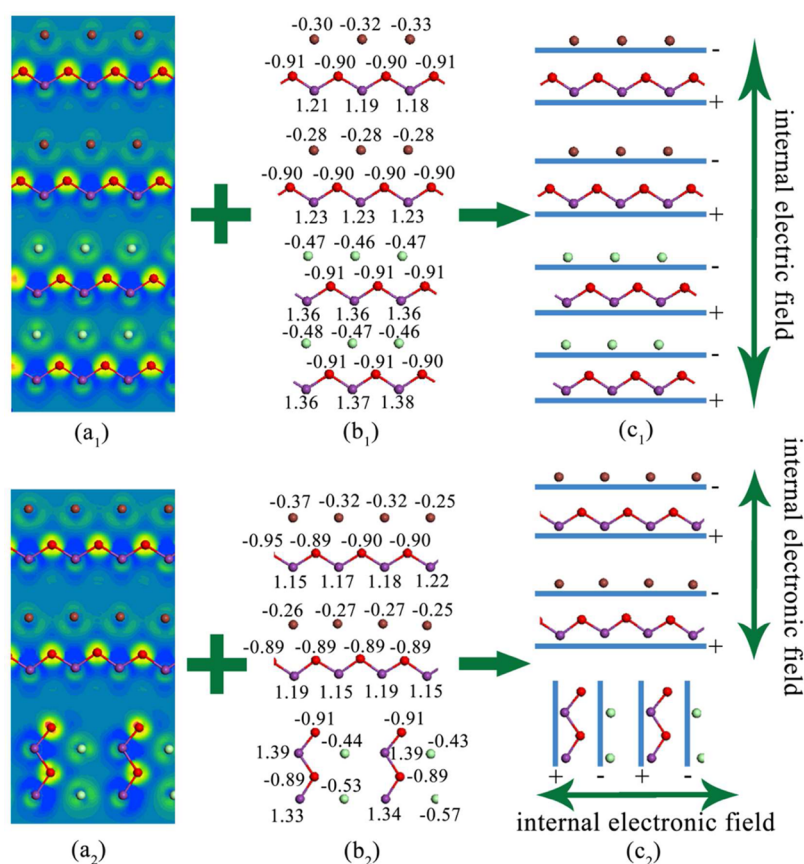 -0.30 -0.32 -0.33
-0.91 -0.90 -0.90 -0.91
1.21 1.19 1.18
-0.28 -0.28 -0.28
-0.90 -0.90 -0.90 -0.90
1.23 1.23 1.23
-0.47 -0.46 -0.47
-0.91 -0.91 -0.91
1.36 1.36 1.36
-0.48 -0.47 -0.46
-0.91 -0.91 -0.90
1.36 1.37 1.38
-
+
-
+
-
+
-
+
internal electric field
(a1) (b1) (c1)
-0.37 -0.32 -0.32 -0.25
-0.95 -0.89 -0.90 -0.90
1.15 1.17 1.18 1.22
-0.26 -0.27 -0.27 -0.25
-0.89 -0.89 -0.89 -0.89
1.19 1.15 1.19 1.15
-0.91 -0.91
-0.44 -0.43
1.39 1.39
-0.89 -0.53 -0.89
1.33 1.34 -0.57
-
+
-
+
internal electronic field
+ - + -
internal electronic field
(a2) (b2) (c2)